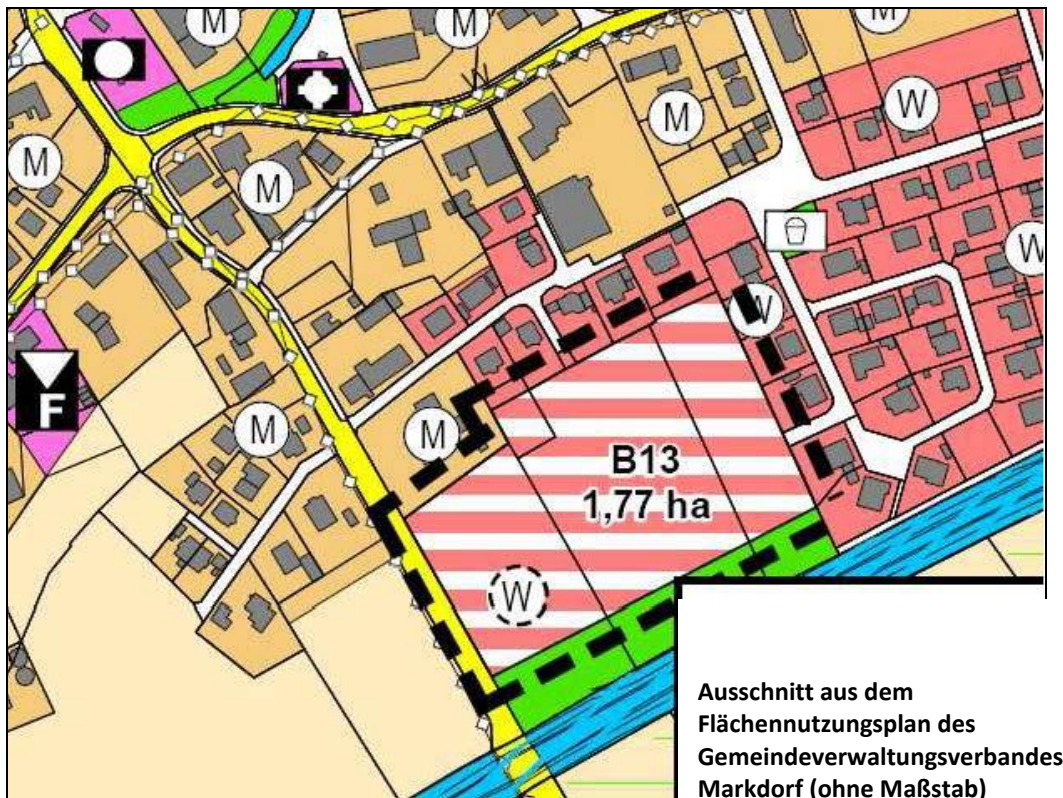 M
M
M
M
W
M
M
W
W
F
M
M
B13
1,77 ha
W
Ausschnitt aus dem
Flächennutzungsplan des
Gemeindeverwaltungsverbandes
Markdorf (ohne Maßstab)